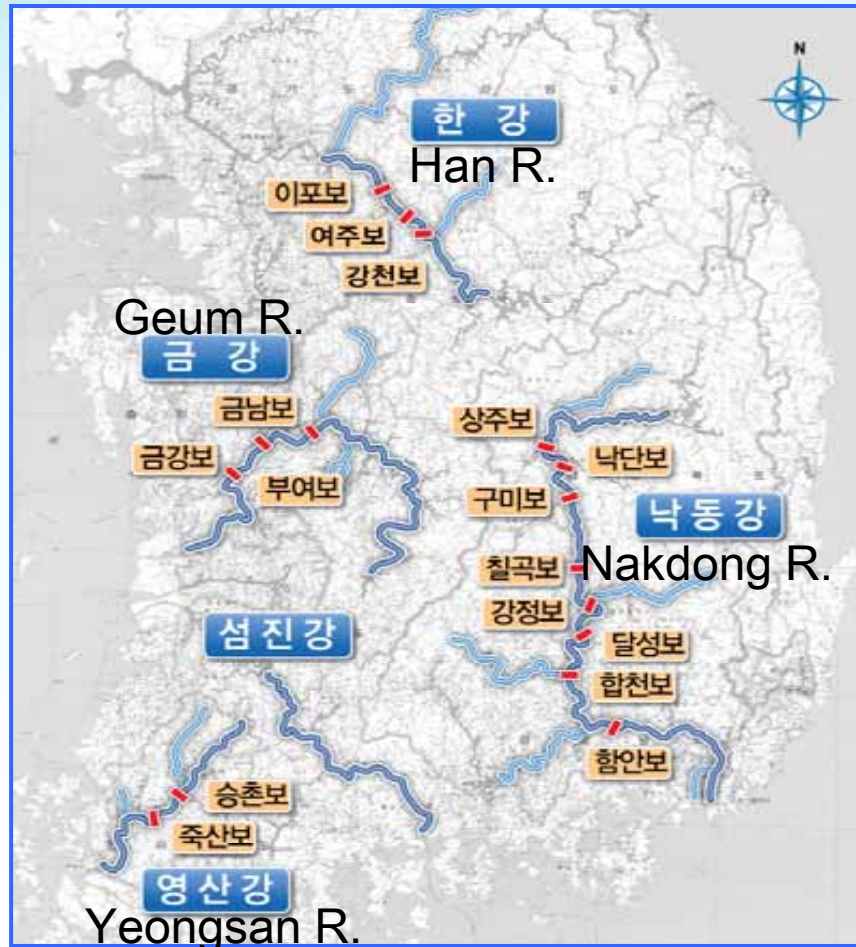 N
한 강
Han R.
이포보
여주보
강천보
Geum R.
금 강
금남보
금강보
부여보
상주보
낙단보
구미보
낙동강
칠곡보
Nakdong R.
강정보
달성보
합천보
함안보
섬진강
승촌보
죽산보
영산강
Yeongsan R.